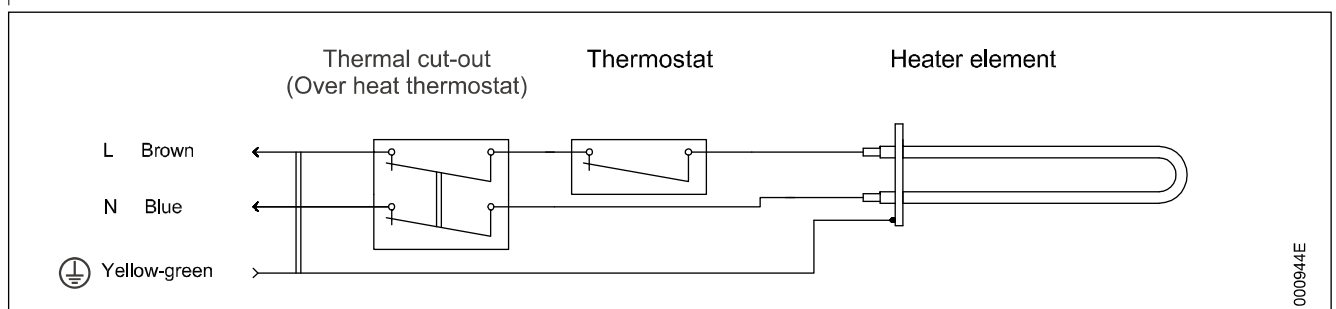 Thermal cut-out
(Over heat thermostat)
Thermostat
Heater element
L Brown
N Blue
Yellow-green
000944E